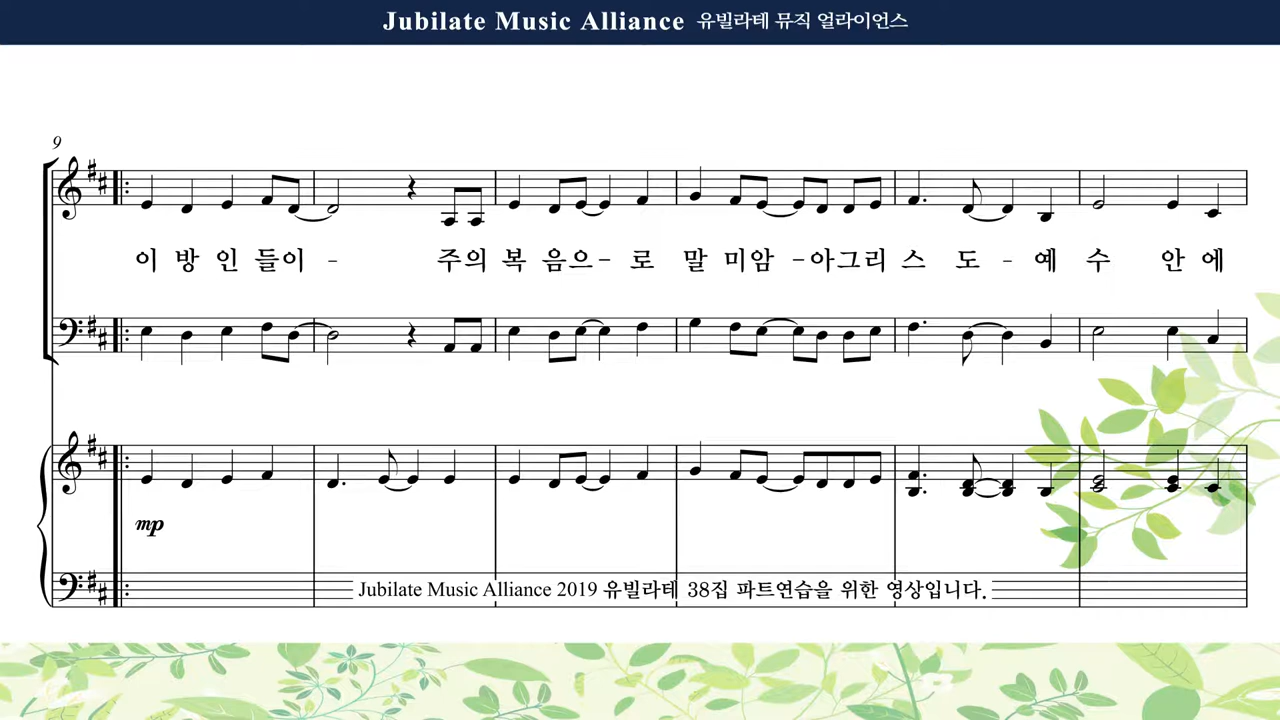 Jubilate Music Alliance 유빌라테 뮤직 얼라이언스
9
이 방 인 들이 - 주의 복 음으- 로 말 미암 -아그리 스 도 - 예 수 안 에
mp
Jubilate Music Alliance 2019 유빌라테 38집 파트연습을 위한 영상입니다.